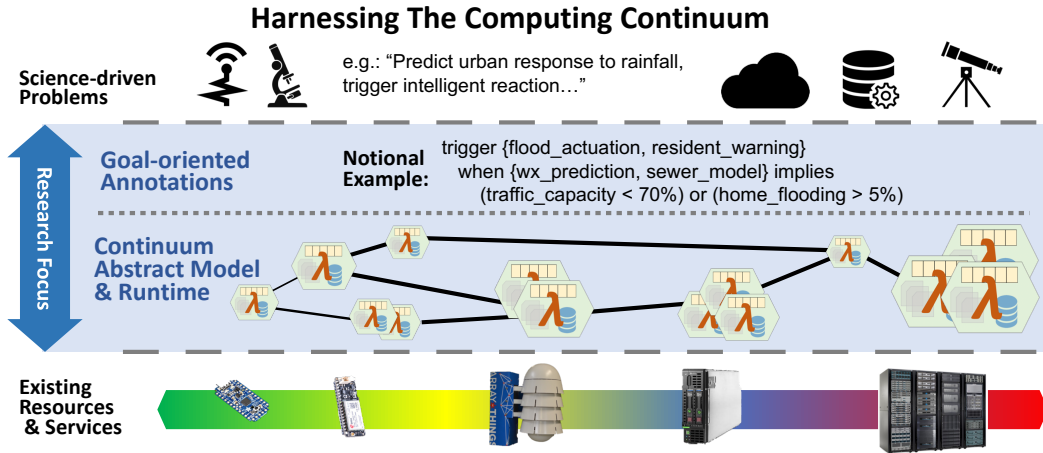 Harnessing The Computing Continuum
Science-driven
Problems
e.g.: “Predict urban response to rainfall,
trigger intelligent reaction…”
Research Focus
Goal-oriented
Annotations
Notional
Example:
trigger {flood_actuation, resident_warning}
when {wx_prediction, sewer_model} implies
(traffic_capacity < 70%) or (home_flooding > 5%)
Continuum
Abstract Model
& Runtime
λ
λ
λ
λ
λ
λ
λ
λ
λ
λ
λ
λ
λ
λ
Existing
Resources
& Services
ARRAY of THINGS